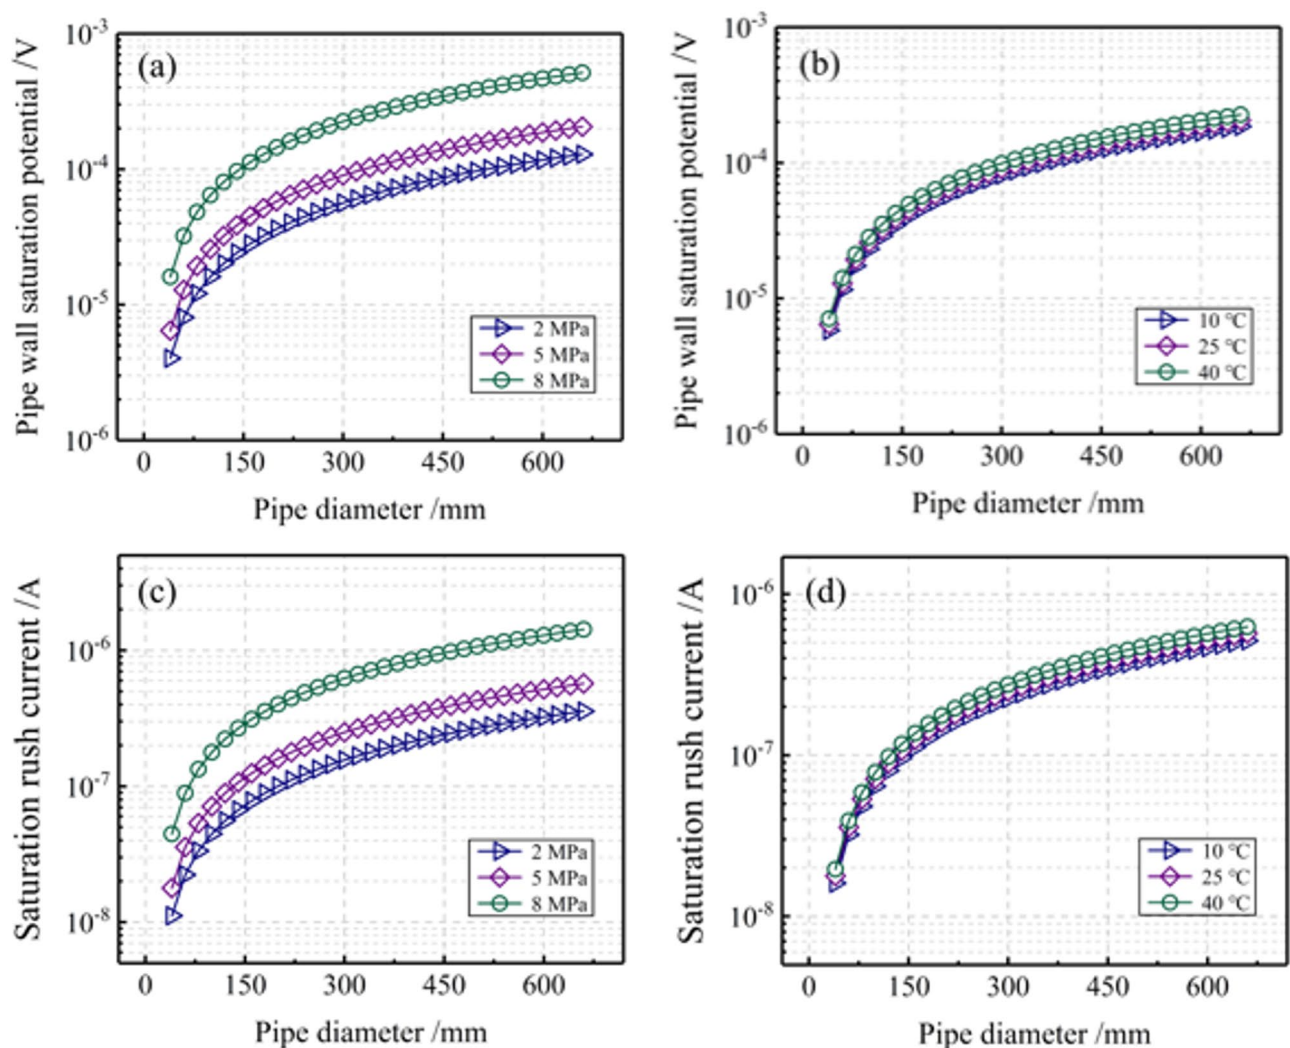 (a)
Pipe wall saturation potential /V
10-3
10-4
10-5
10-6
2 MPa
5 MPa
8 MPa
0 150 300 450 600
Pipe diameter /mm
(b)
Pipe wall saturation potential /V
10-3
10-4
10-5
10-6
10 ℃
25 ℃
40 ℃
0 150 300 450 600
Pipe diameter /mm
(c)
Saturation rush current /A
10-6
10-7
10-8
2 MPa
5 MPa
8 MPa
0 150 300 450 600
Pipe diameter /mm
(d)
Saturation rush current /A
10-6
10-7
10-8
10 ℃
25 ℃
40 ℃
0 150 300 450 600
Pipe diameter /mm